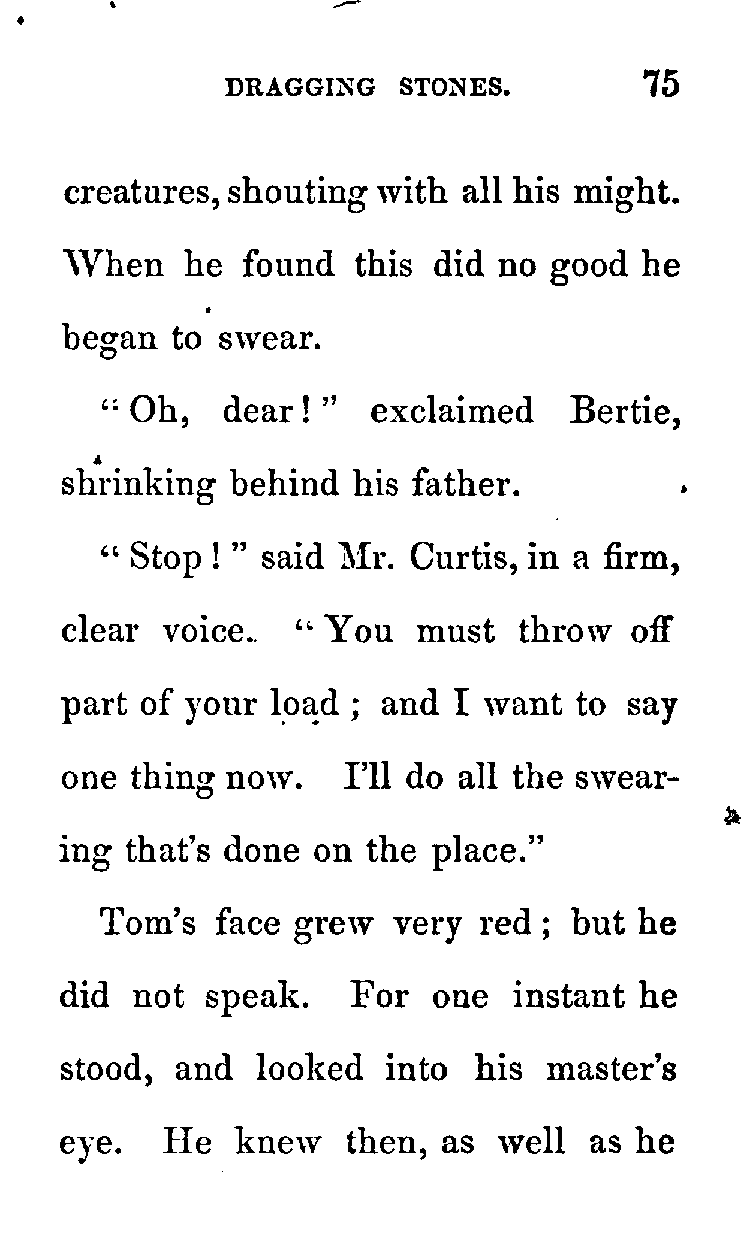 DRAGGING STONES. 75
creatures, shouting with all his might.
When he found this did no good he
began to swear.
“Oh, dear!” exclaimed Bertie,
shrinking behind his father.
“Stop!” said Mr. Curtis, in a firm,
clear voice. “You must throw off
part of your load; and I want to say
one thing now. I’ll do all the swear-
ing that’s done on the place.”
Tom’s face grew very red; but he
did not speak. For one instant he
stood, and looked into his master’s
eye. He knew then, as well as he